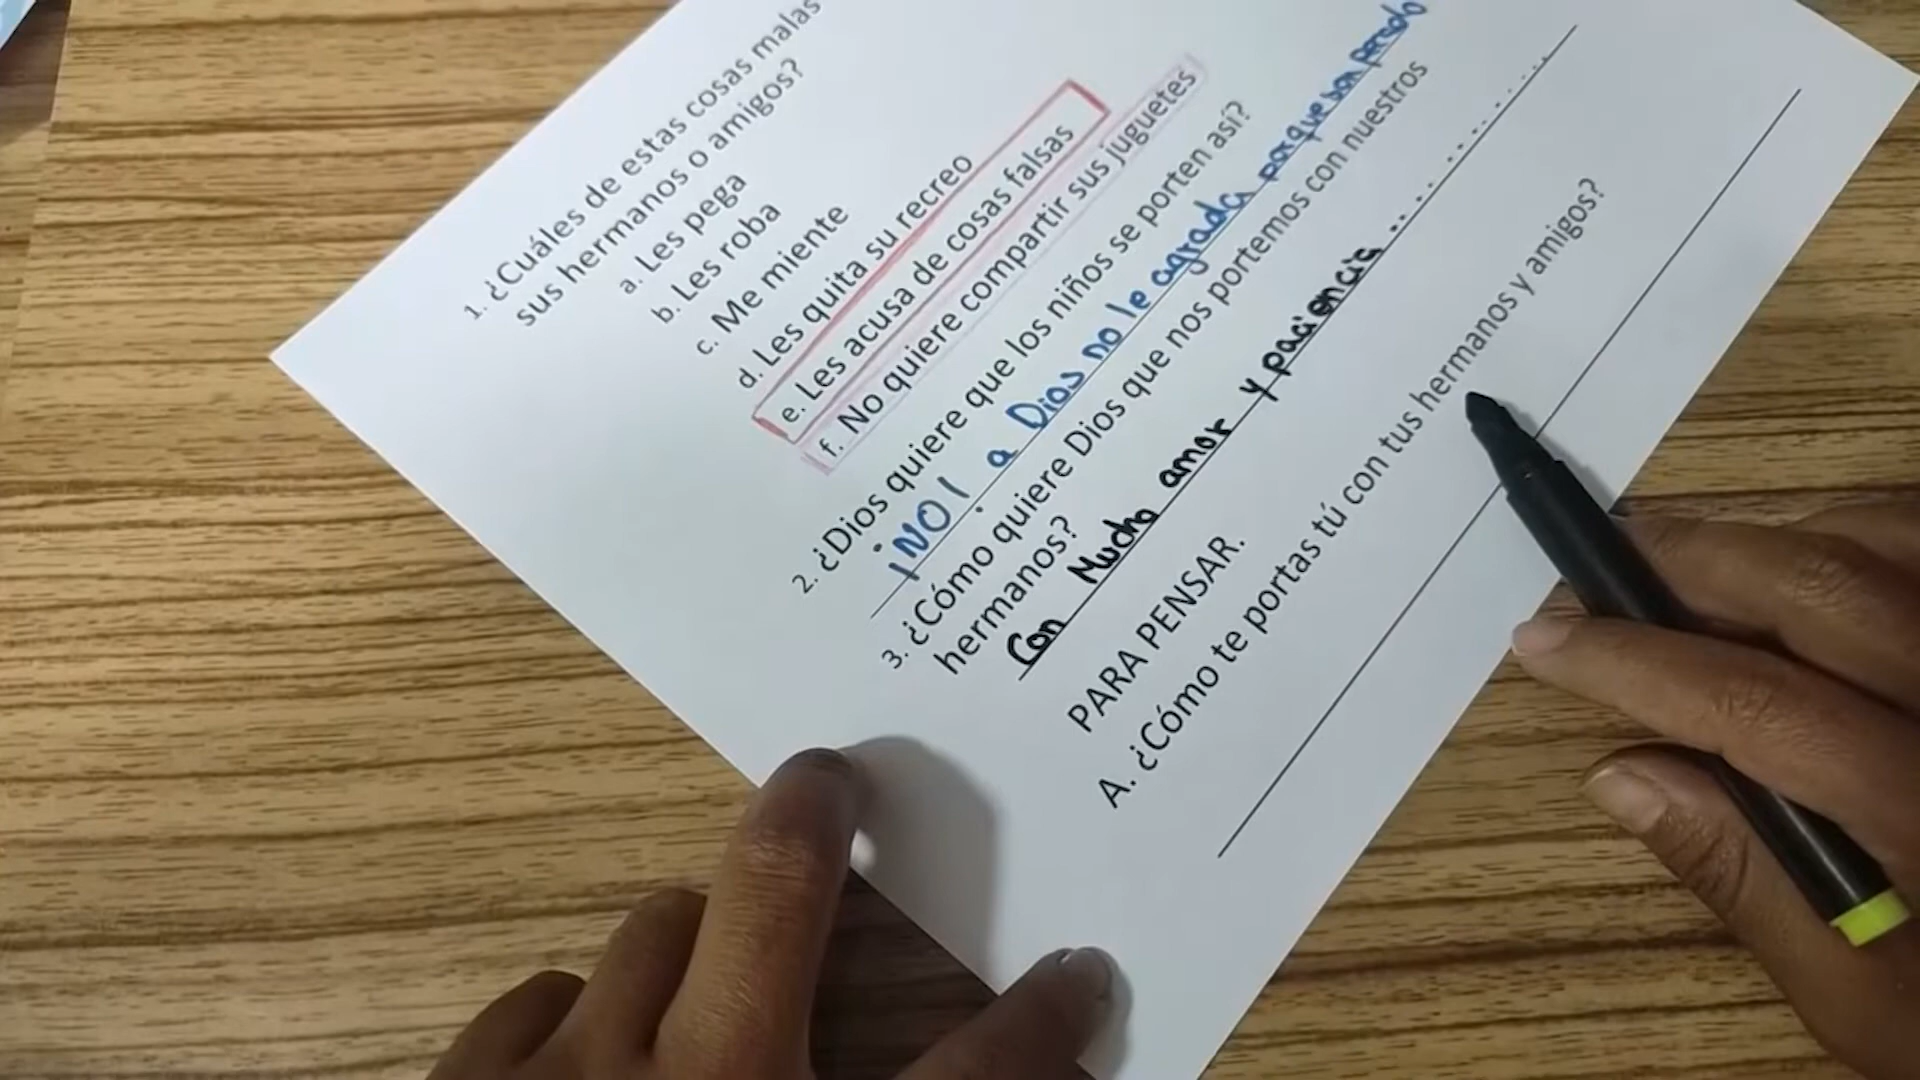 1. ¿Cuáles de estas cosas malas
sus hermanos o amigos?
a. Les pega
b. Les roba
c. Me miente
d. Les quita su recreo
e. Les acusa de cosas falsas
f. No quiere compartir sus juguetes
2. ¿Dios quiere que los niños se porten así?
¡NO! a Dios no le agrada porque son
3. ¿Cómo quiere Dios que nos portemos con nuestros
hermanos?
Con Mucho amor y paciencia......
PARA PENSAR.
A. ¿Cómo te portas tú con tus hermanos y amigos?